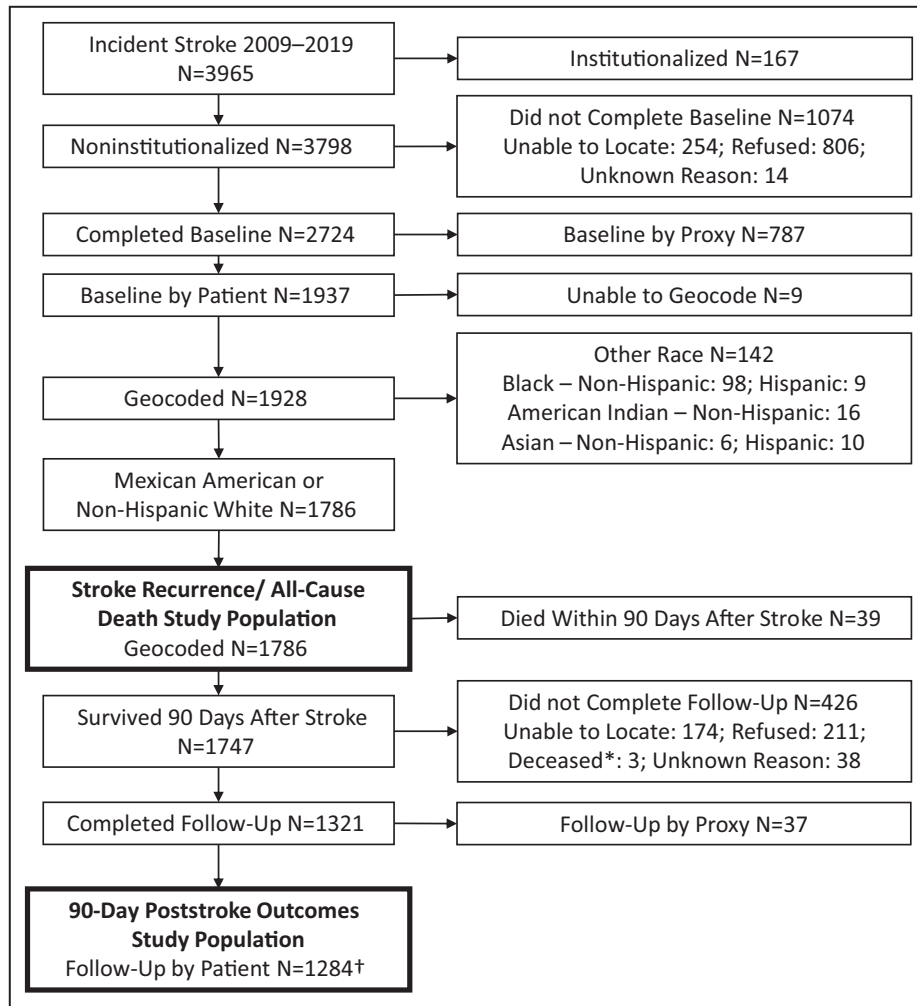 Incident Stroke 2009–2019
N=3965
Institutionalized N=167
Noninstitutionalized N=3798
Did not Complete Baseline N=1074
Unable to Locate: 254; Refused: 806;
Unknown Reason: 14
Completed Baseline N=2724
Baseline by Proxy N=787
Baseline by Patient N=1937
Unable to Geocode N=9
Geocoded N=1928
Other Race N=142
Black – Non-Hispanic: 98; Hispanic: 9
American Indian – Non-Hispanic: 16
Asian – Non-Hispanic: 6; Hispanic: 10
Mexican American or
Non-Hispanic White N=1786
Stroke Recurrence/ All-Cause
Death Study Population
Geocoded N=1786
Died Within 90 Days After Stroke N=39
Survived 90 Days After Stroke
N=1747
Did not Complete Follow-Up N=426
Unable to Locate: 174; Refused: 211;
Deceased*: 3; Unknown Reason: 38
Completed Follow-Up N=1321
Follow-Up by Proxy N=37
90-Day Poststroke Outcomes
Study Population
Follow-Up by Patient N=1284†